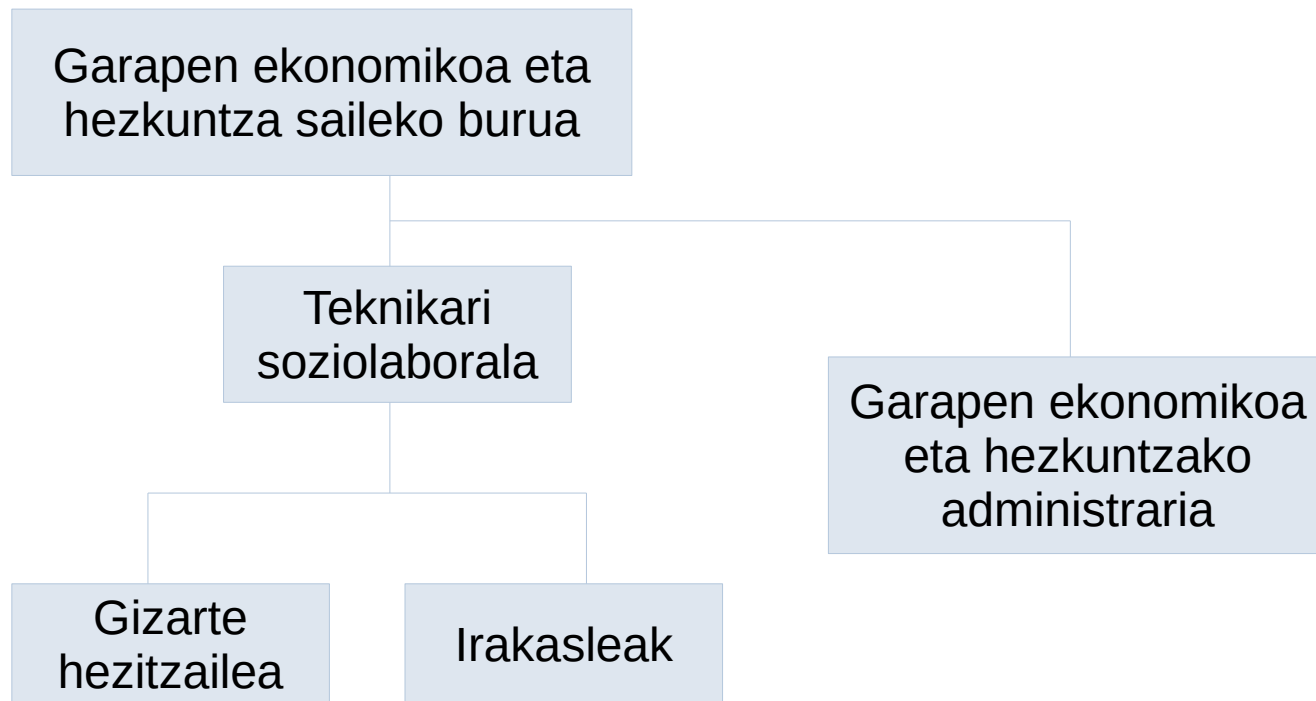 Garapen ekonomikoa eta
hezkuntza saileko burua
Teknikari
soziolaborala
Garapen ekonomikoa
eta hezkuntzako
administraria
Gizarte
hezitzailea
Irakasleak